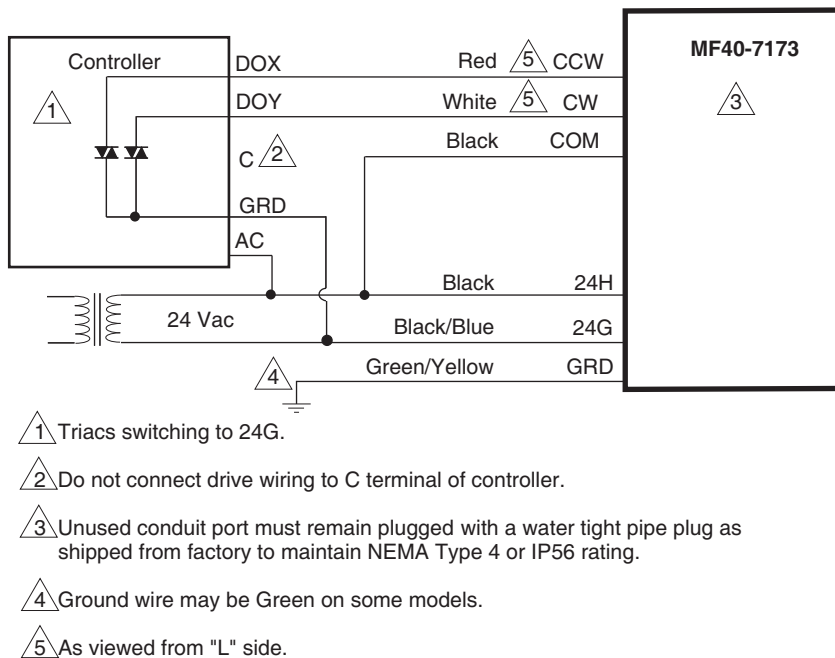 Controller
MF40-7173
1
3
DOX
Red
5
CCW
DOY
White
5
CW
C
2
Black
COM
GRD
AC
Black
24H
24 Vac
Black/Blue
24G
4
Green/Yellow
GRD
1 Triacs switching to 24G.
2 Do not connect drive wiring to C terminal of controller.
3 Unused conduit port must remain plugged with a water tight pipe plug as
shipped from factory to maintain NEMA Type 4 or IP56 rating.
4 Ground wire may be Green on some models.
5 As viewed from "L" side.